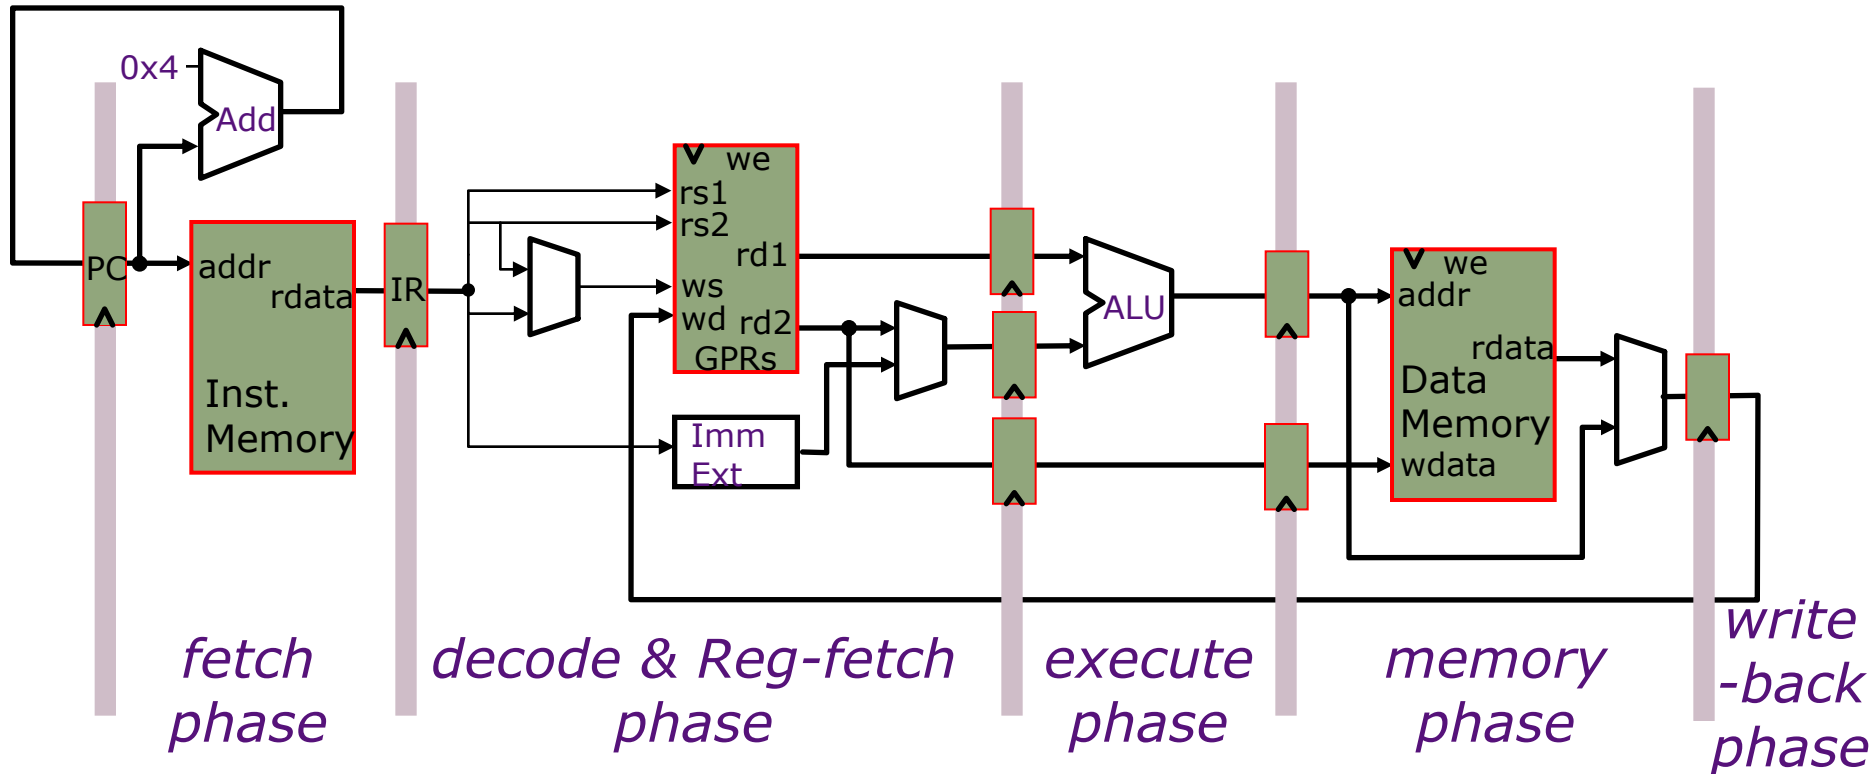 0x4
Add
PC
addr
rdata
Inst.
Memory
IR
we
rs1
rs2
rd1
ws
wd
rd2
GPRs
Imm
Ext
ALU
we
addr
rdata
Data
Memory
wdata
fetch
phase
decode & Reg-fetch
phase
execute
phase
memory
phase
write
-back
phase